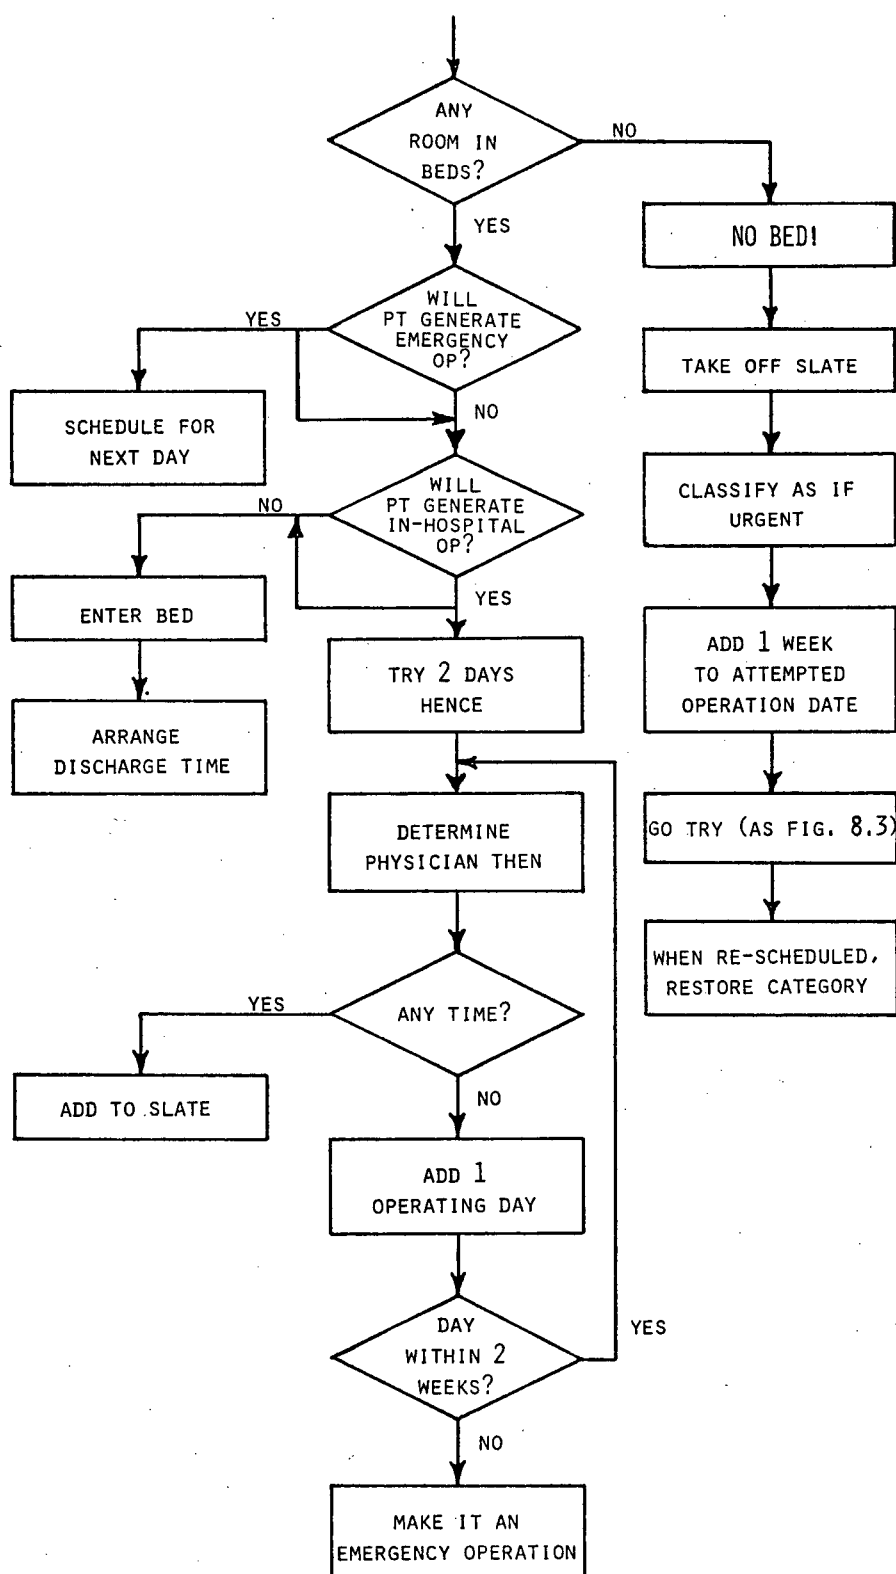 ANY
ROOM IN
BEDS?
NO
YES
NO BED!
WILL
PT GENERATE
EMERGENCY
OP?
YES
NO
TAKE OFF SLATE
SCHEDULE FOR
NEXT DAY
CLASSIFY AS IF
URGENT
WILL
PT GENERATE
IN-HOSPITAL
OP?
NO
YES
ENTER BED
ADD 1 WEEK
TO ATTEMPTED
OPERATION DATE
TRY 2 DAYS
HENCE
ARRANGE
DISCHARGE TIME
GO TRY (AS FIG. 8.3)
DETERMINE
PHYSICIAN THEN
WHEN RE-SCHEDULED,
RESTORE CATEGORY
ANY TIME?
YES
NO
ADD TO SLATE
ADD 1
OPERATING DAY
DAY
WITHIN 2
WEEKS?
YES
NO
MAKE IT AN
EMERGENCY OPERATION